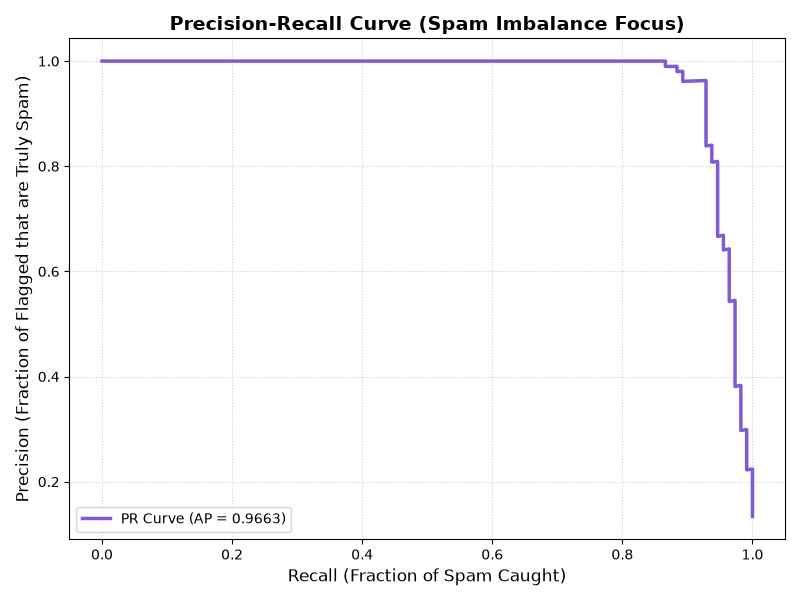 Precision-Recall Curve (Spam Imbalance Focus)
Precision (Fraction of Flagged that are Truly Spam)
1.0
0.8
0.6
0.4
0.2
PR Curve (AP = 0.9663)
0.0 0.2 0.4 0.6 0.8 1.0
Recall (Fraction of Spam Caught)